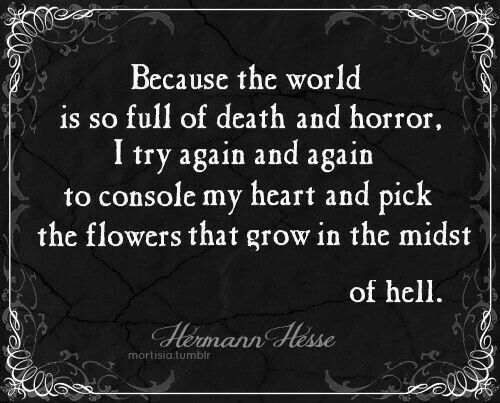 Because the world
is so full of death and horror,
I try again and again
to console my heart and pick
the flowers that grow in the midst
of hell.
Hermann Hesse
mortisia.tumblr